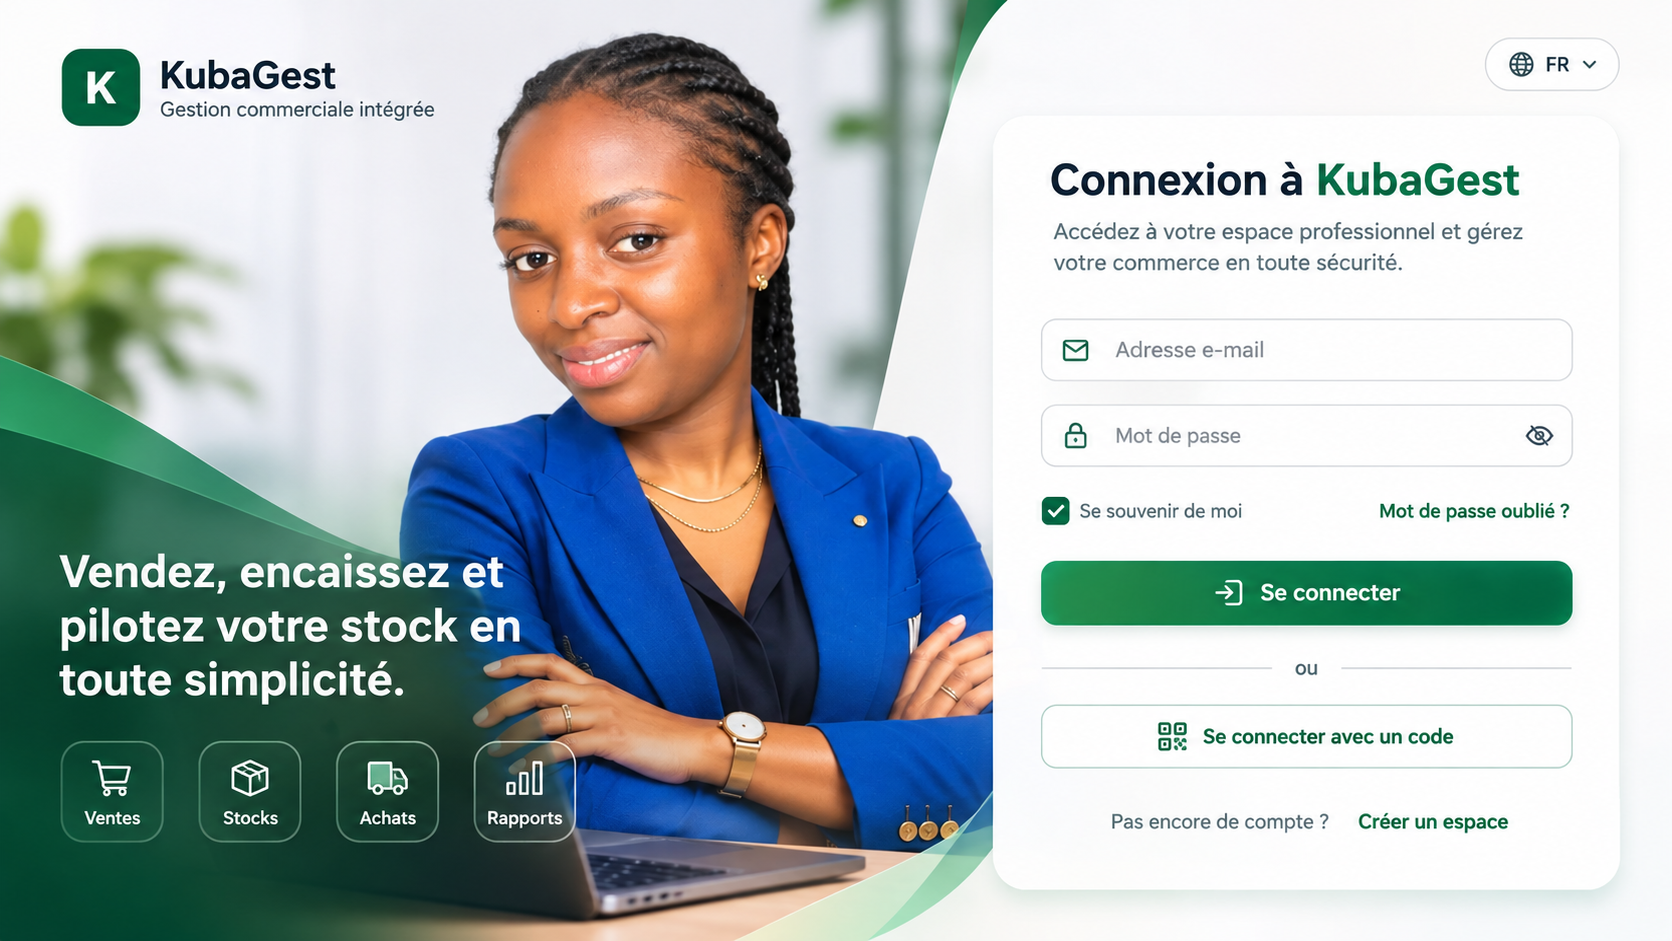 K
KubaGest
Gestion commerciale intégrée
Vendez, encaissez et
pilotez votre stock en
toute simplicité.
Ventes
Stocks
Achats
Rapports
FR
Connexion à KubaGest
Accédez à votre espace professionnel et gérez
votre commerce en toute sécurité.
Adresse e-mail
Mot de passe
Se souvenir de moi
Mot de passe oublié ?
Se connecter
ou
Se connecter avec un code
Pas encore de compte ? Créer un espace